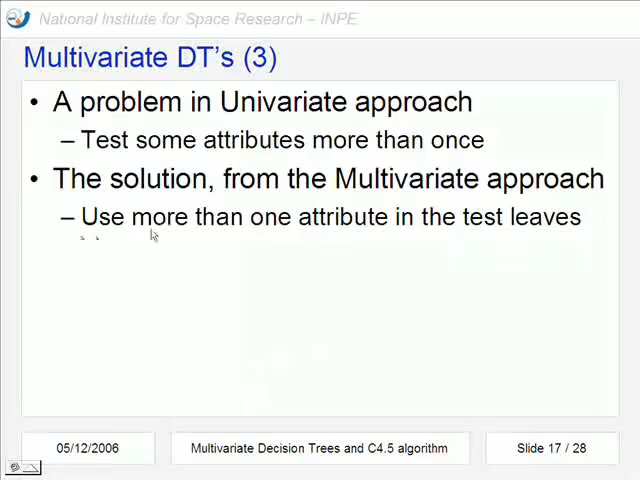 National Institute for Space Research – INPE
Multivariate DT's (3)
• A problem in Univariate approach
– Test some attributes more than once
• The solution, from the Multivariate approach
– Use more than one attribute in the test leaves
05/12/2006
Multivariate Decision Trees and C4.5 algorithm
Slide 17 / 28